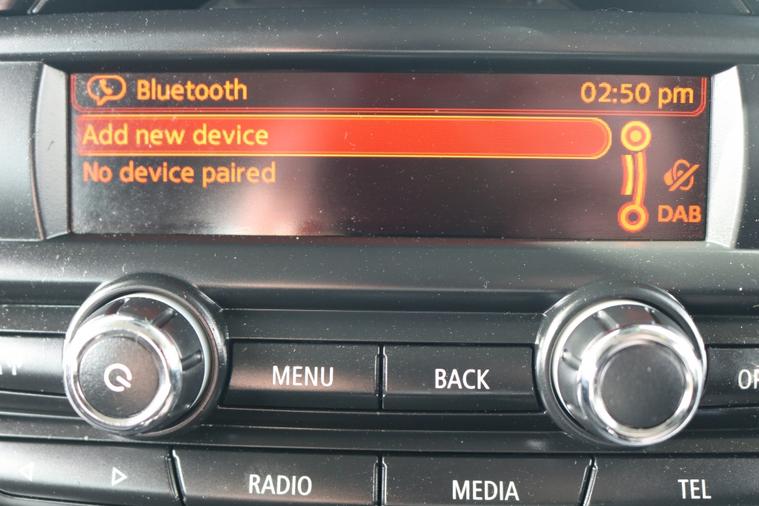 Bluetooth 02:50 pm
Add new device
No device paired
DAB
MENU BACK
RADIO MEDIA TEL